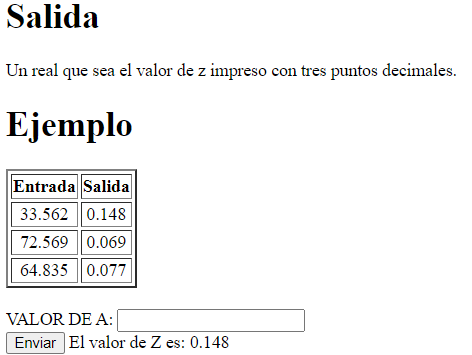 Salida
Un real que sea el valor de z impreso con tres puntos decimales.
Ejemplo
Entrada Salida
33.562 0.148
72.569 0.069
64.835 0.077
VALOR DE A:
Enviar El valor de Z es: 0.148